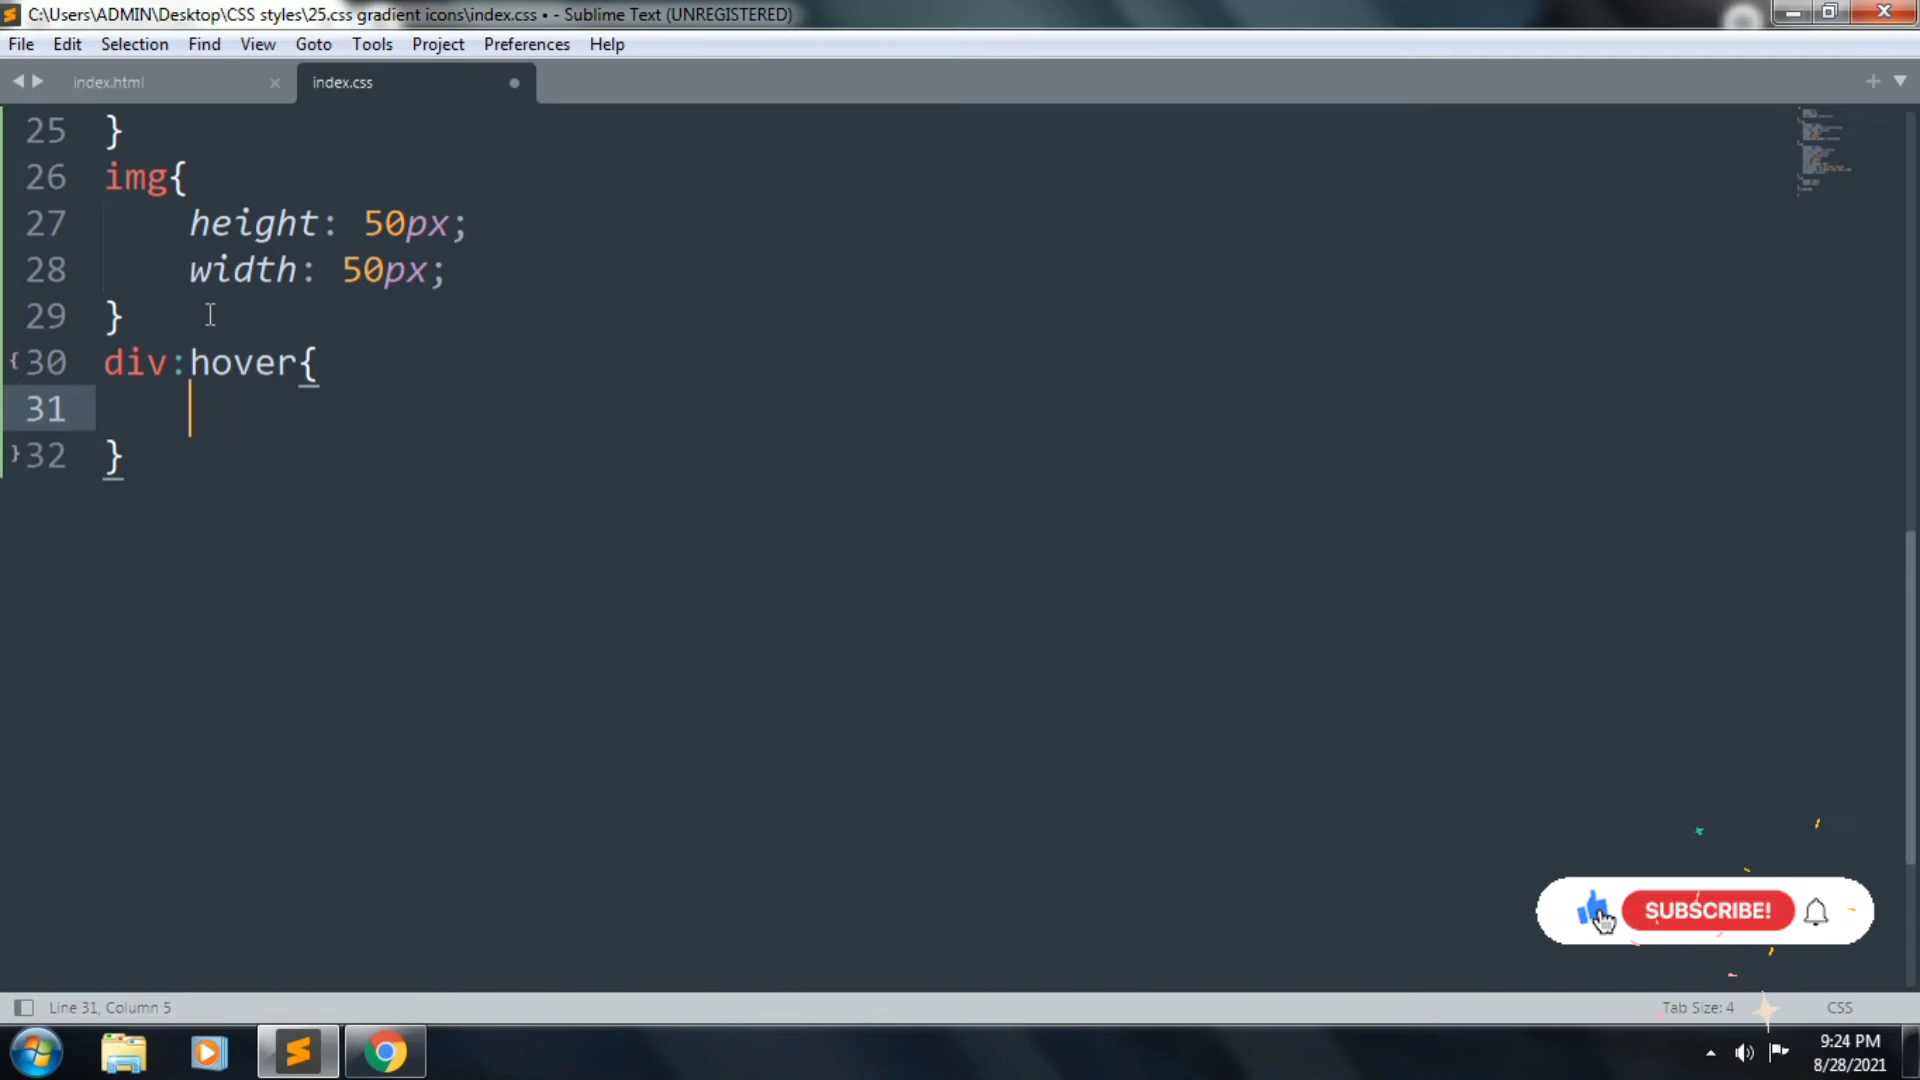 C:\Users\ADMIN\Desktop\CSS styles\25.css gradient icons\index.css • - Sublime Text (UNREGISTERED)
File Edit Selection Find View Goto Tools Project Preferences Help
index.html
index.css
25 }
26 img{
27 height: 50px;
28 width: 50px;
29 }
30 div:hover{
31
32 }
SUBSCRIBE!
Line 31, Column 5
Tab Size: 4
CSS
9:24 PM
8/28/2021